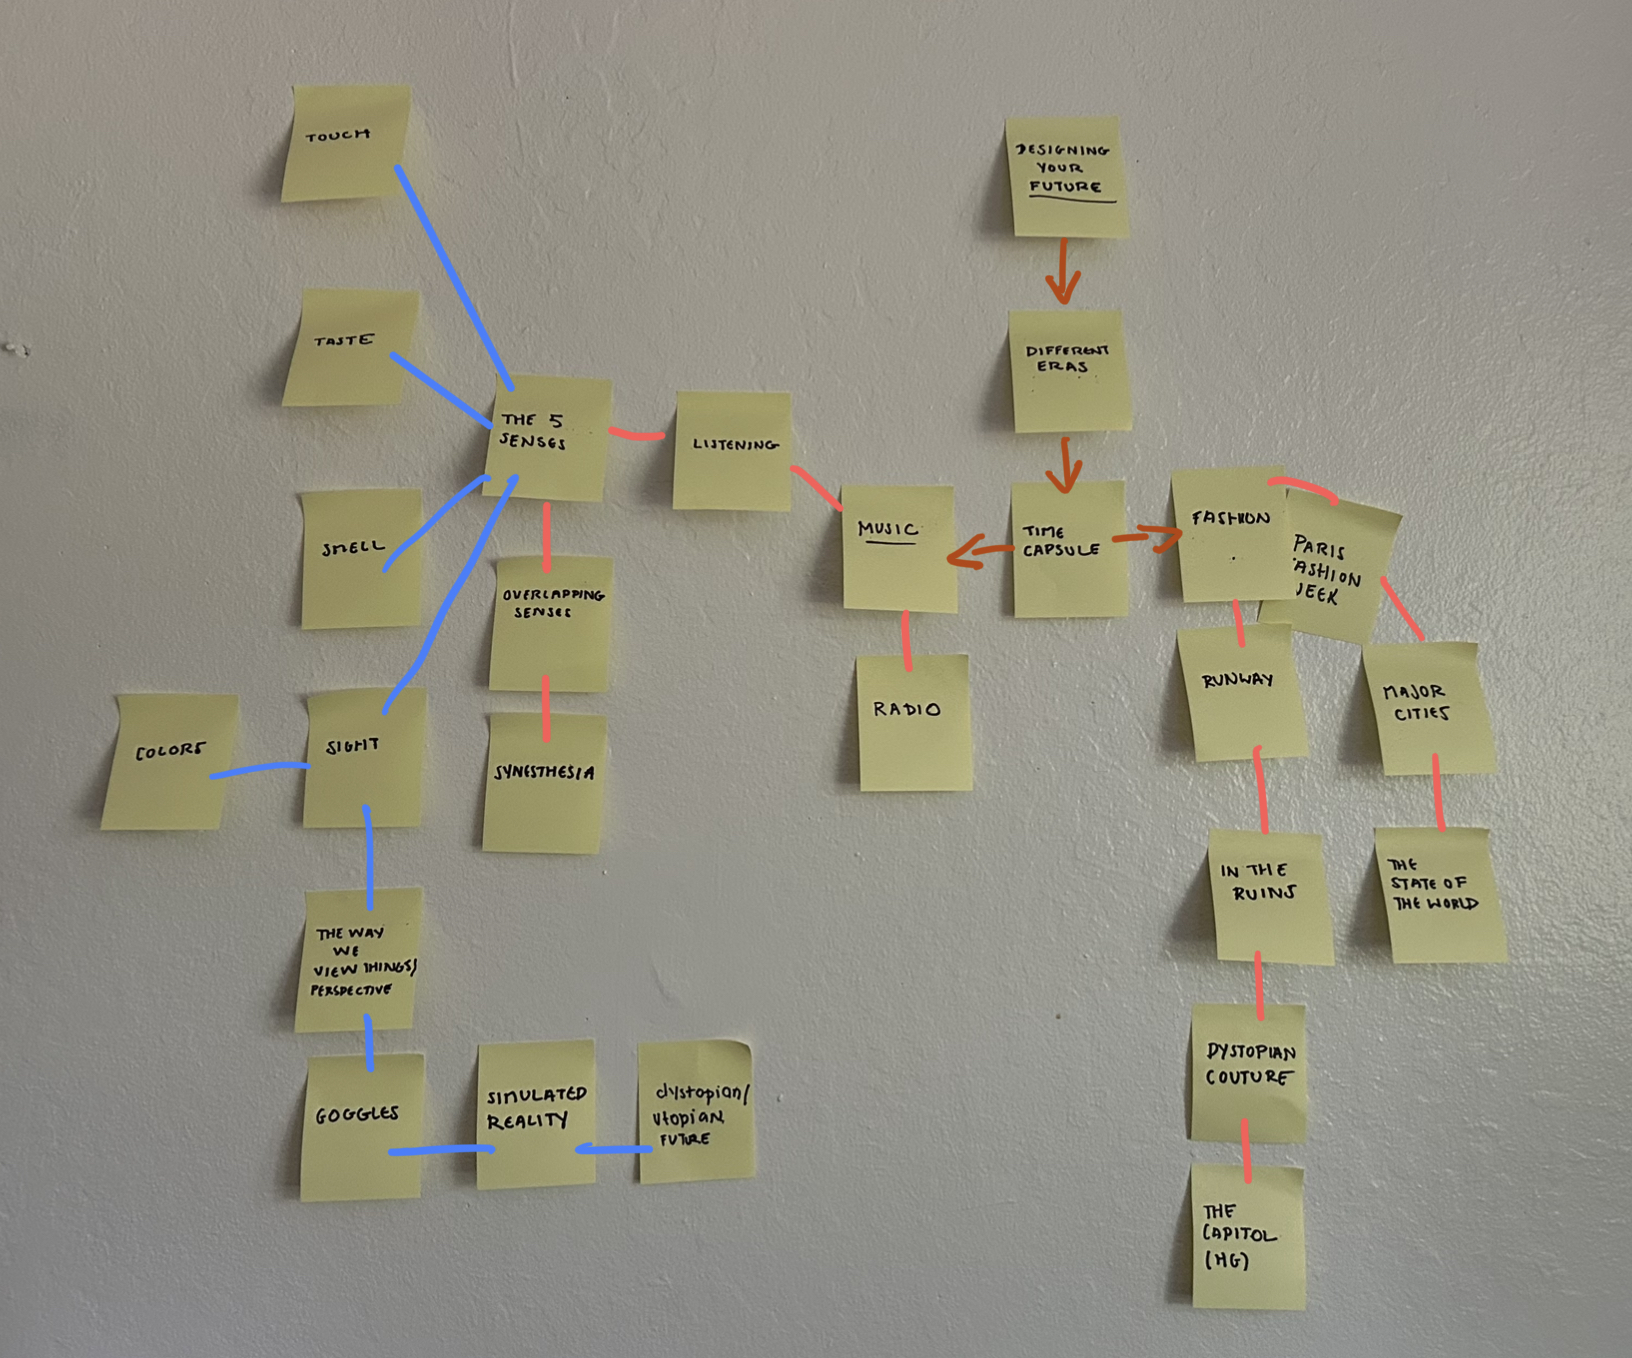 TOUCH
DESIGNING
YOUR
FUTURE
TASTE
DIFFERENT
ERAS
THE 5
SENSES
LISTENING
MUSIC
TIME
CAPSULE
FASHION
PARIS
ASHION
EEK
SMELL
OVERLAPPING
SENSES
RADIO
RUNWAY
MAJOR
CITIES
COLORS
SIGHT
SYNESTHESIA
IN THE
RUINS
THE
STATE OF
THE WORLD
THE WAY
WE
VIEW THINGS/
PERSPECTIVE
GOGGLES
SIMULATED
REALITY
dystopian/
utopian
FUTURE
DYSTOPIAN
COUTURE
THE
CAPITOL
(HG)